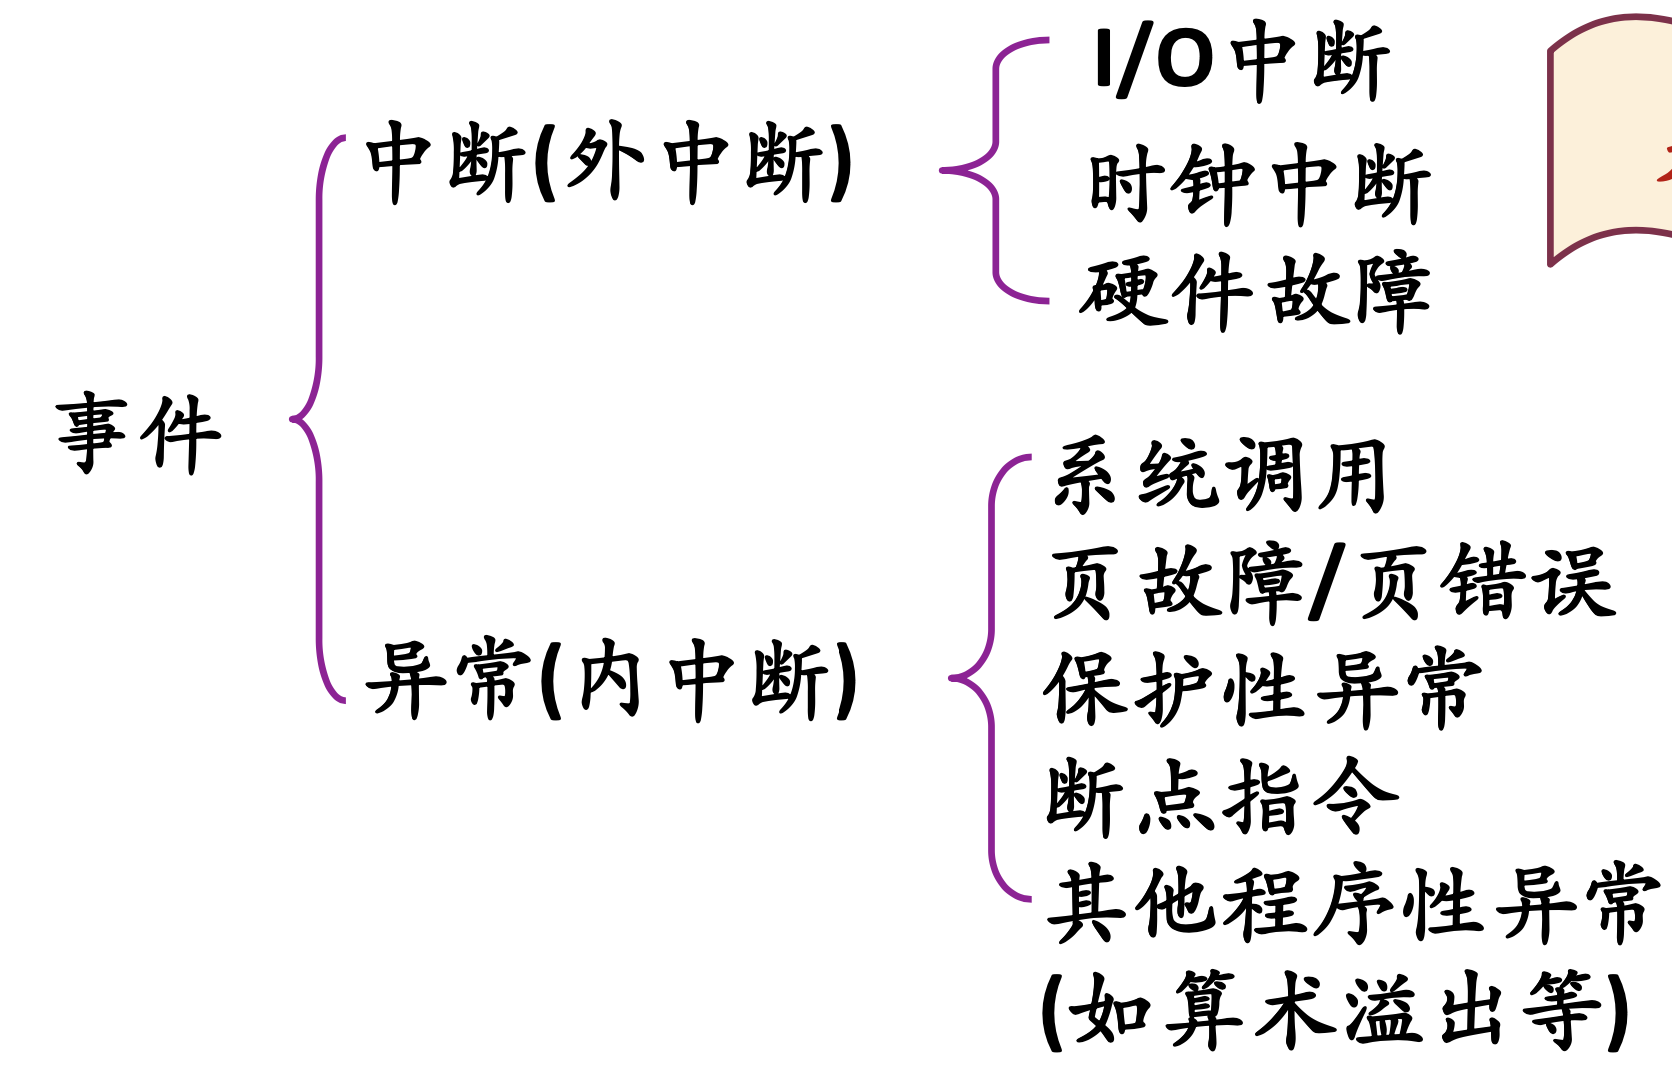 I/O中断
中断(外中断)
时钟中断
硬件故障
事件
系统调用
页故障/页错误
保护性异常
异常(内中断)
断点指令
其他程序性异常
(如算术溢出等)